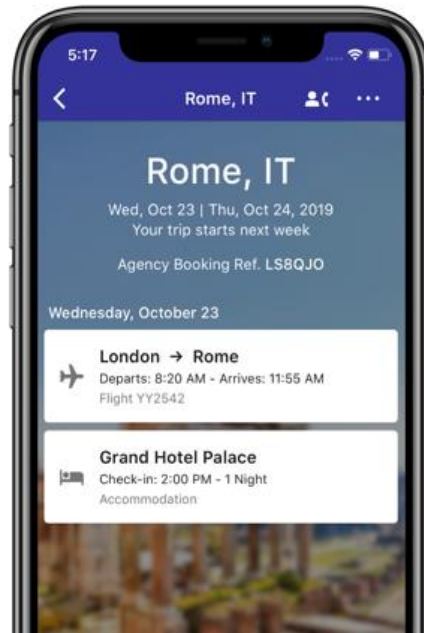 5:17
Rome, IT
Rome, IT
Wed, Oct 23 | Thu, Oct 24, 2019
Your trip starts next week
Agency Booking Ref. LS8QJO
Wednesday, October 23
London → Rome
Departs: 8:20 AM - Arrives: 11:55 AM
Flight YY2542
Grand Hotel Palace
Check-in: 2:00 PM - 1 Night
Accommodation